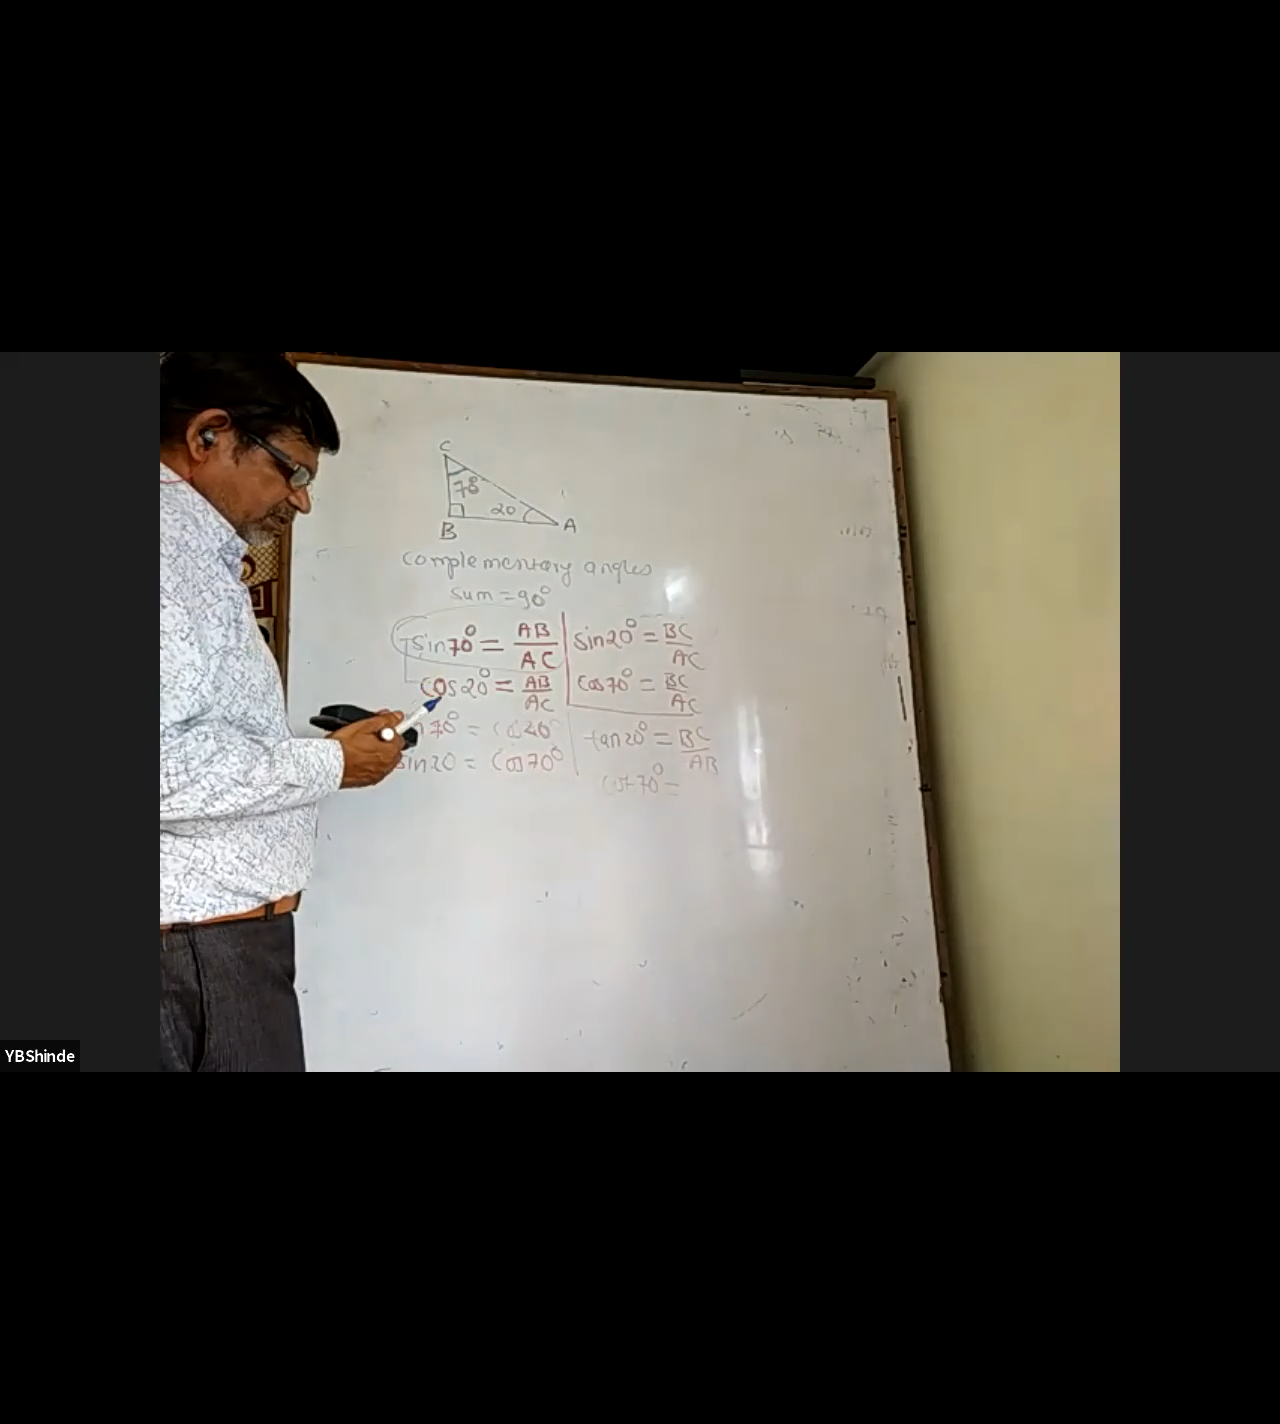 C
70°
20
B
A
complementary angles
sum = 90°
sin70° = AB/AC
cos20° = AB/AC
70° = cos20°
sin20 = cos70°
sin20° = BC/AC
cos70° = BC/AC
tan20° = BC/AB
cot70° =
YBShinde